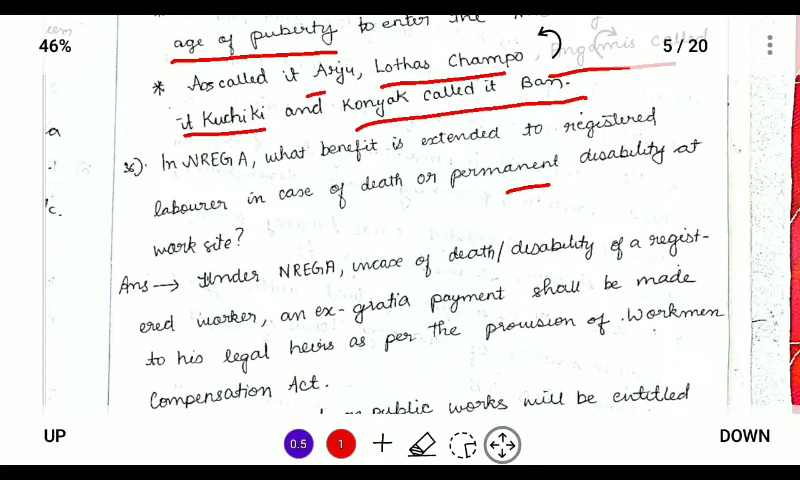 age of puberty to enter the
46%
5 / 20
* Aos called it Arju, Lothas Champo, Angamis called
it Kuchiki and Konyak called it Ban.
a
36). In NREGA, what benefit is extended to registered
labourer in case of death or permanent disability at
c.
work site?
Ans → Under NREGA, incase of death/disability of a regist-
ered worker, an ex-gratia payment shall be made
to his legal heirs as per the provision of Workmen
Compensation Act.
public works will be entitled
UP
DOWN
0.5
1